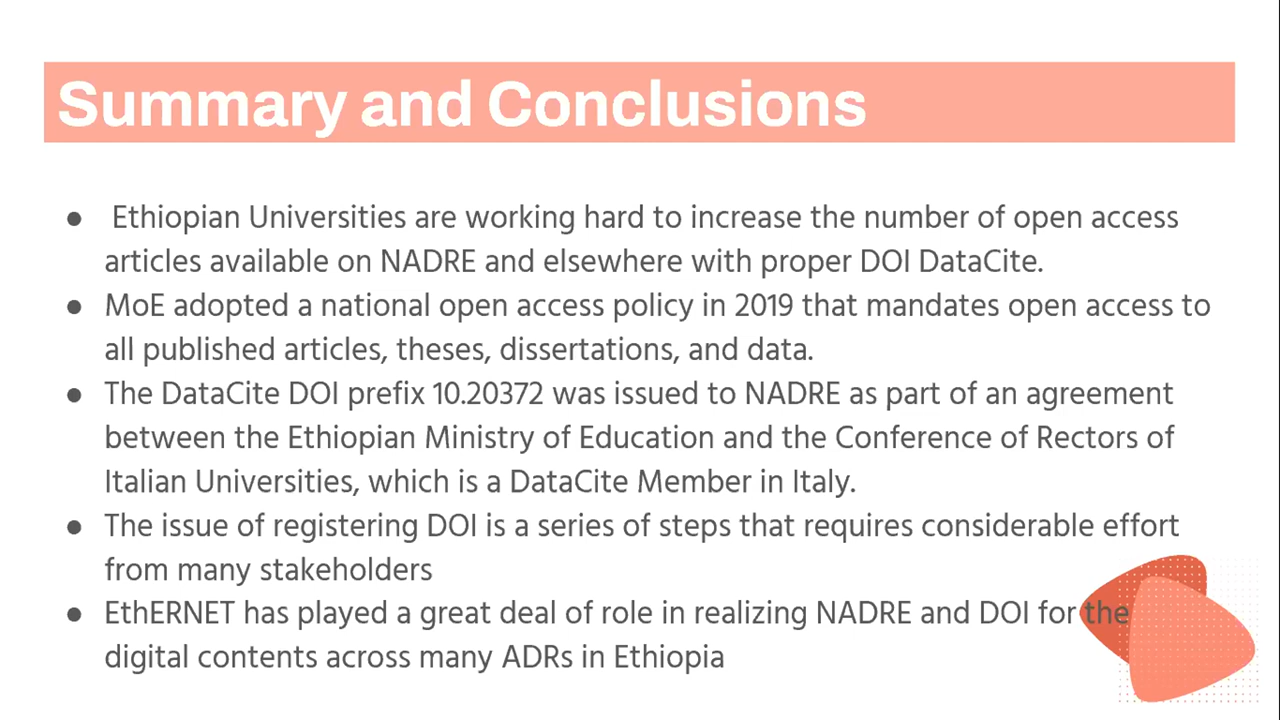 Summary and Conclusions
● Ethiopian Universities are working hard to increase the number of open access
articles available on NADRE and elsewhere with proper DOI DataCite.
● MoE adopted a national open access policy in 2019 that mandates open access to
all published articles, theses, dissertations, and data.
● The DataCite DOI prefix 10.20372 was issued to NADRE as part of an agreement
between the Ethiopian Ministry of Education and the Conference of Rectors of
Italian Universities, which is a DataCite Member in Italy.
● The issue of registering DOI is a series of steps that requires considerable effort
from many stakeholders
● EthERNET has played a great deal of role in realizing NADRE and DOI for the
digital contents across many ADRs in Ethiopia